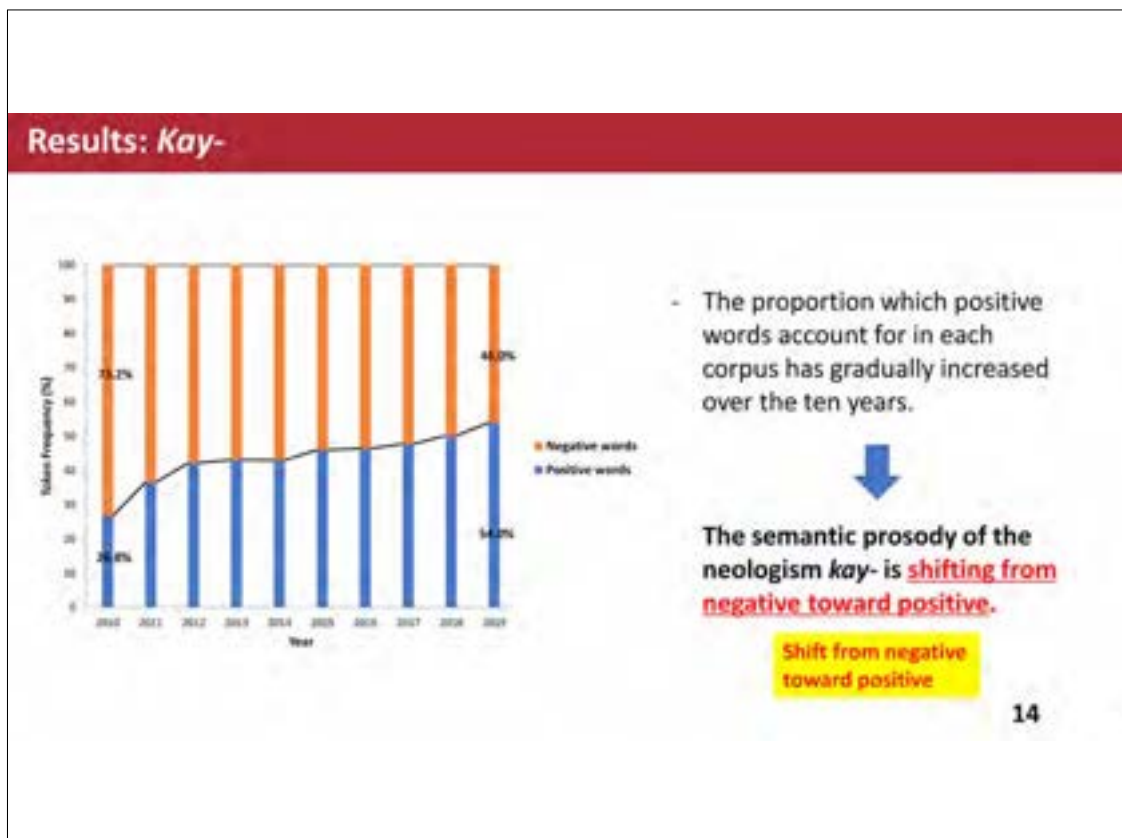 Results: Kay-
100
90
80
70
60
50
40
30
20
10
0
Token Frequency (%)
73.2%
26.8%
46.0%
54.0%
2010 2011 2012 2013 2014 2015 2016 2017 2018 2019
Year
Negative words
Positive words
- The proportion which positive
words account for in each
corpus has gradually increased
over the ten years.
The semantic prosody of the
neologism kay- is shifting from
negative toward positive.
Shift from negative
toward positive
14